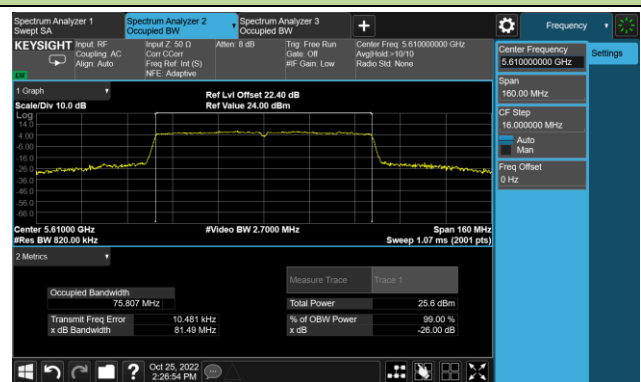 Spectrum Analyzer 1
Swept SA
Spectrum Analyzer 2
Occupied BW
Spectrum Analyzer 3
Occupied BW
+
Frequency
KEYSIGHT
Input: RF
Coupling: AC
Align: Auto
Input Z: 50 Ω
Corr CCorr
Freq Ref: Int (S)
NFE: Adaptive
Atten: 8 dB
Trig: Free Run
Gate: Off
#IF Gain: Low
Center Freq: 5.610000000 GHz
Avg|Hold:>10/10
Radio Std: None
Center Frequency
5.610000000 GHz
Settings
Span
160.00 MHz
CF Step
16.000000 MHz
Auto
Man
Freq Offset
0 Hz
1 Graph
Scale/Div 10.0 dB
Ref Lvl Offset 22.40 dB
Ref Value 24.00 dBm
Log
14.0
4.00
-6.00
-16.0
-26.0
-36.0
-46.0
-56.0
-66.0
Center 5.61000 GHz
#Res BW 820.00 kHz
#Video BW 2.7000 MHz
Span 160 MHz
Sweep 1.07 ms (2001 pts)
2 Metrics
Measure Trace
Trace 1
Occupied Bandwidth
75.807 MHz
Total Power
25.6 dBm
Transmit Freq Error
10.481 kHz
% of OBW Power
99.00 %
x dB Bandwidth
81.49 MHz
x dB
-26.00 dB
?
Oct 25, 2022
2:26:54 PM